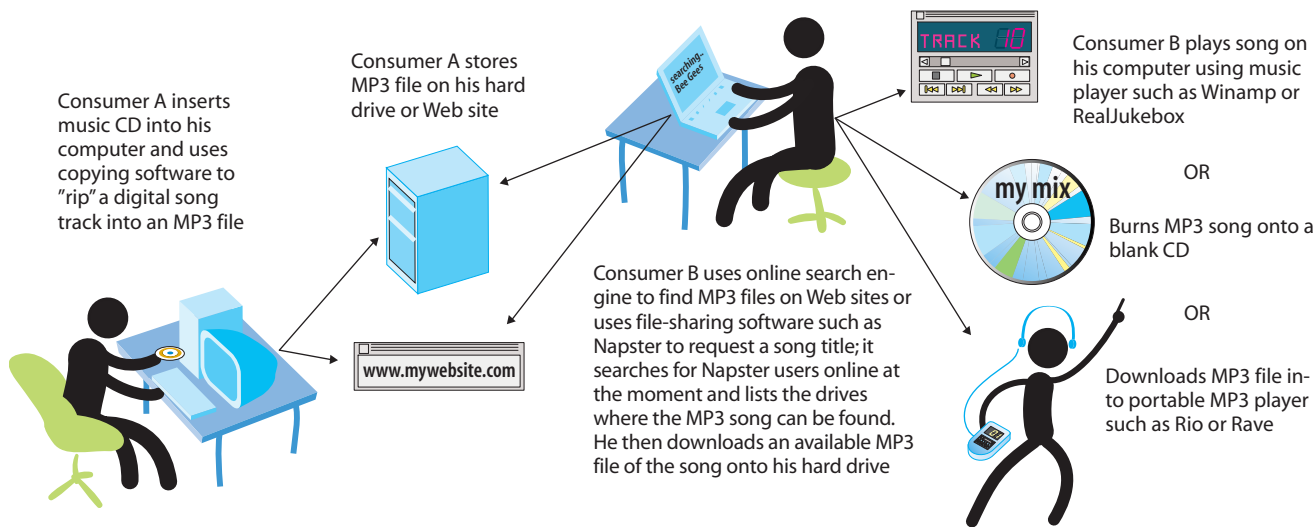 Consumer A inserts
music CD into his
computer and uses
copying software to
”rip” a digital song
track into an MP3 file
Consumer A stores
MP3 file on his hard
drive or Web site
www.mywebsite.com
searching--
Bee Gees
Consumer B uses online search en-
gine to find MP3 files on Web sites or
uses file-sharing software such as
Napster to request a song title; it
searches for Napster users online at
the moment and lists the drives
where the MP3 song can be found.
He then downloads an available MP3
file of the song onto his hard drive
TRACK 10
Consumer B plays song on
his computer using music
player such as Winamp or
RealJukebox
OR
my mix
Burns MP3 song onto a
blank CD
OR
Downloads MP3 file in-
to portable MP3 player
such as Rio or Rave